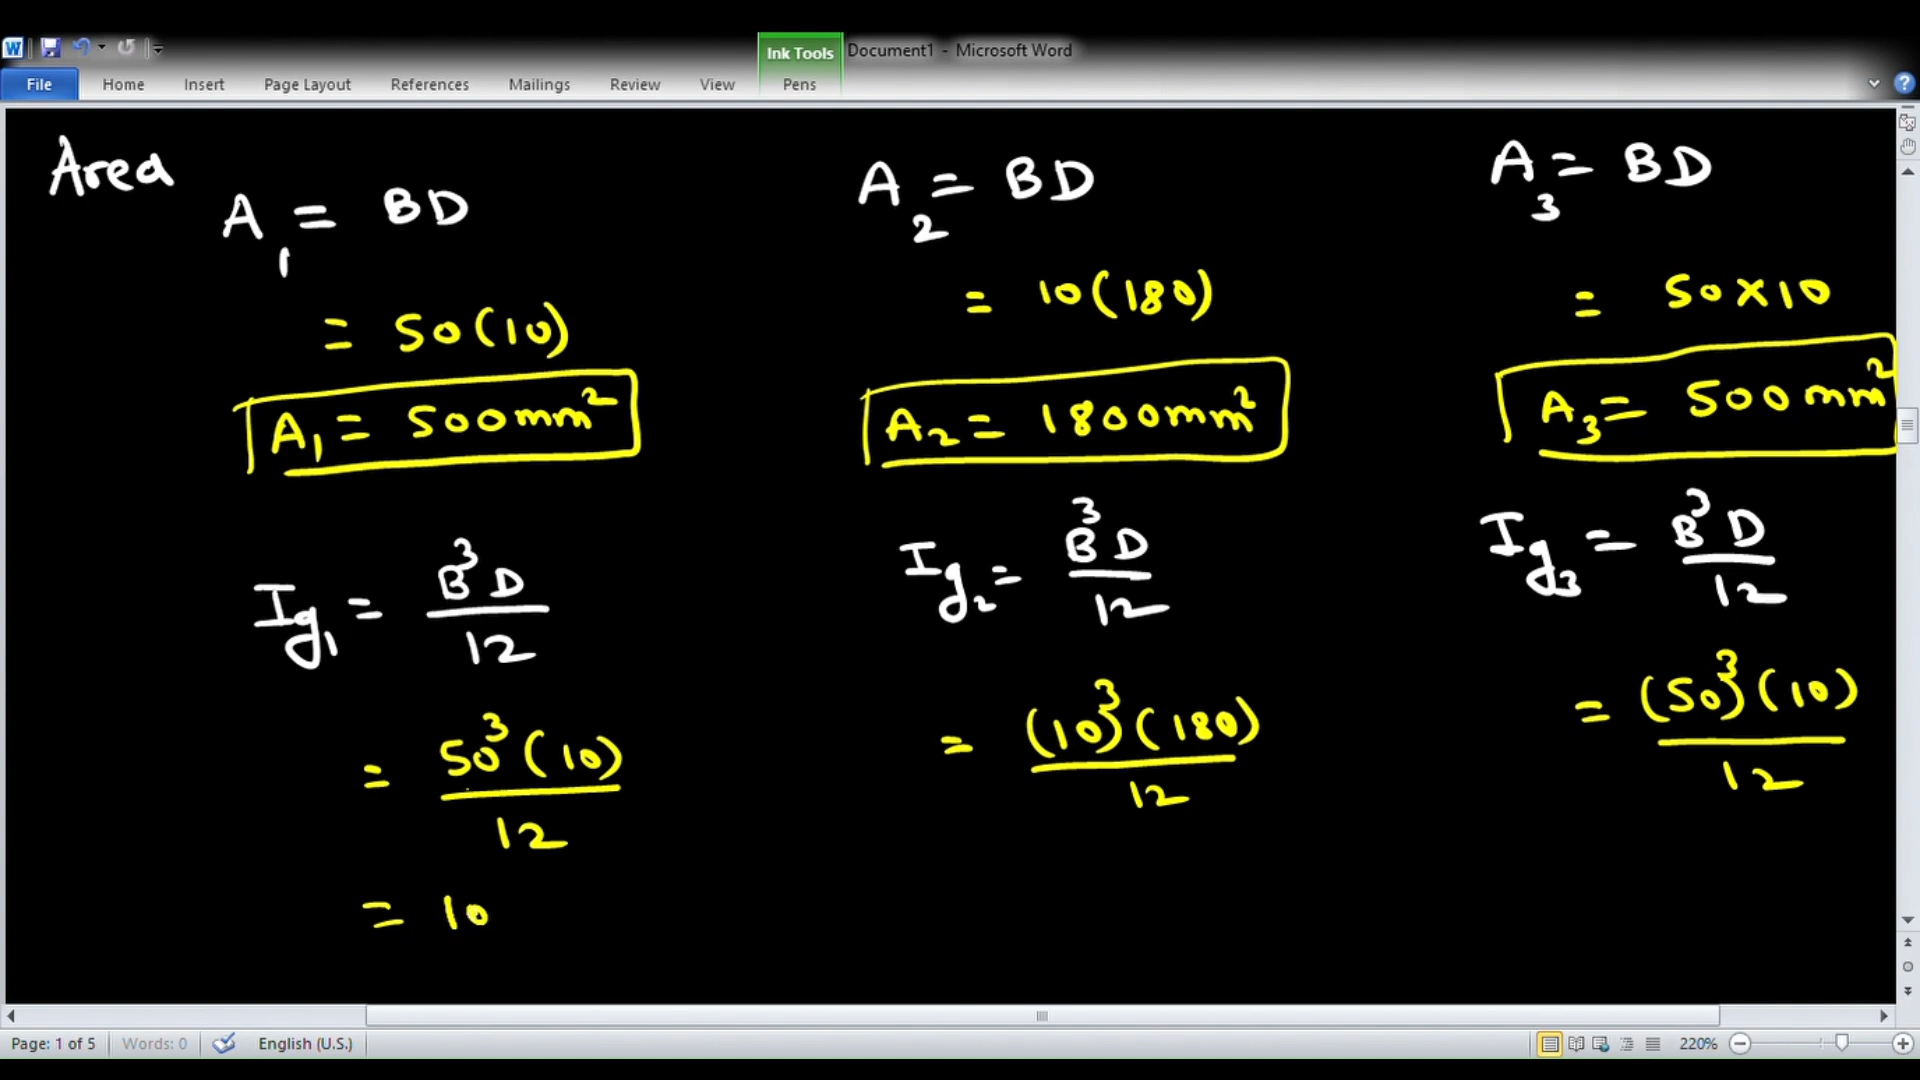 Ink Tools Document1 - Microsoft Word
File Home Insert Page Layout References Mailings Review View Pens
Area
A₁ = BD
= 50(10)
A₁ = 500mm²
Ig₁ = B³D/12
= 50³(10)/12
= 10
A₂ = BD
= 10(180)
A₂ = 1800mm²
Ig₂ = B³D/12
= (10)³(180)/12
A₃ = BD
= 50×10
A₃ = 500mm²
Ig₃ = B³D/12
= (50)³(10)/12
Page: 1 of 5 Words: 0 English (U.S.) 220%